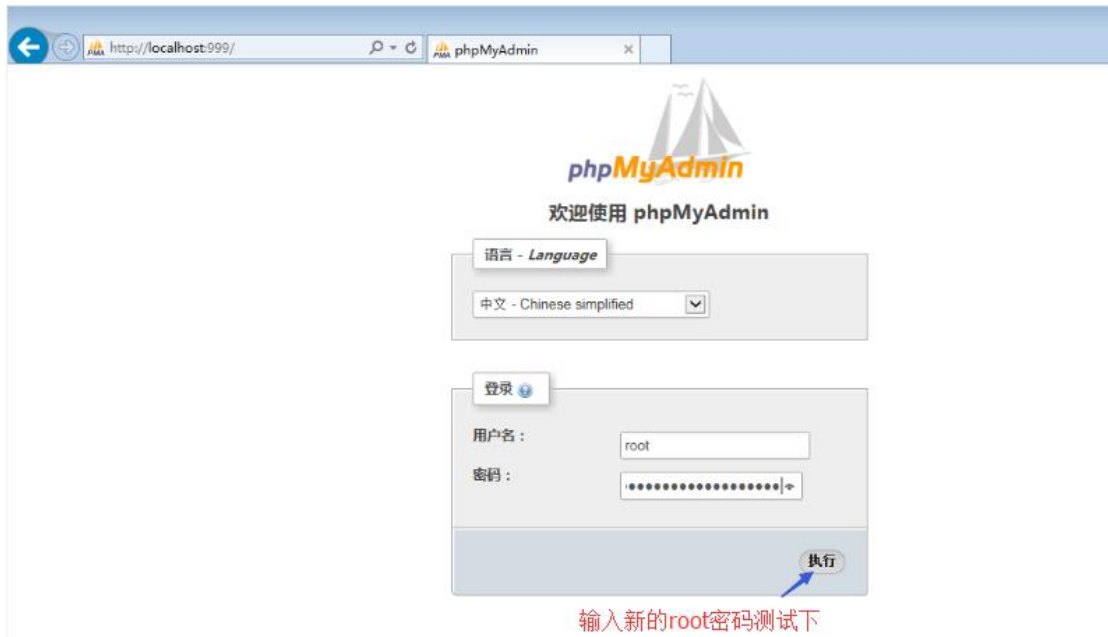 http://localhost:999/
phpMyAdmin
phpMyAdmin
欢迎使用 phpMyAdmin
语言 - Language
中文 - Chinese simplified
登录
用户名：
root
密码：
执行
输入新的root密码测试下